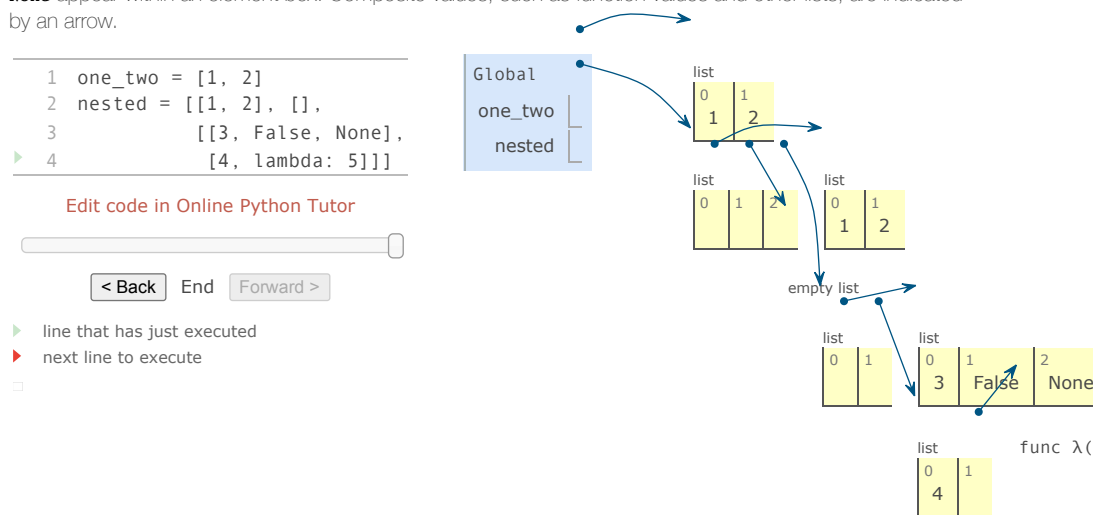 by an arrow.
1 one_two = [1, 2]
2 nested = [[1, 2], [],
3 [[3, False, None],
4 [4, lambda: 5]]]
Edit code in Online Python Tutor
< Back End Forward >
line that has just executed
next line to execute
Global
one_two
nested
list
0 1
1 2
list
0 1 2
list
0 1
1 2
empty list
list
0 1
list
0 1 2
3 False None
list
0 1
4
func λ(